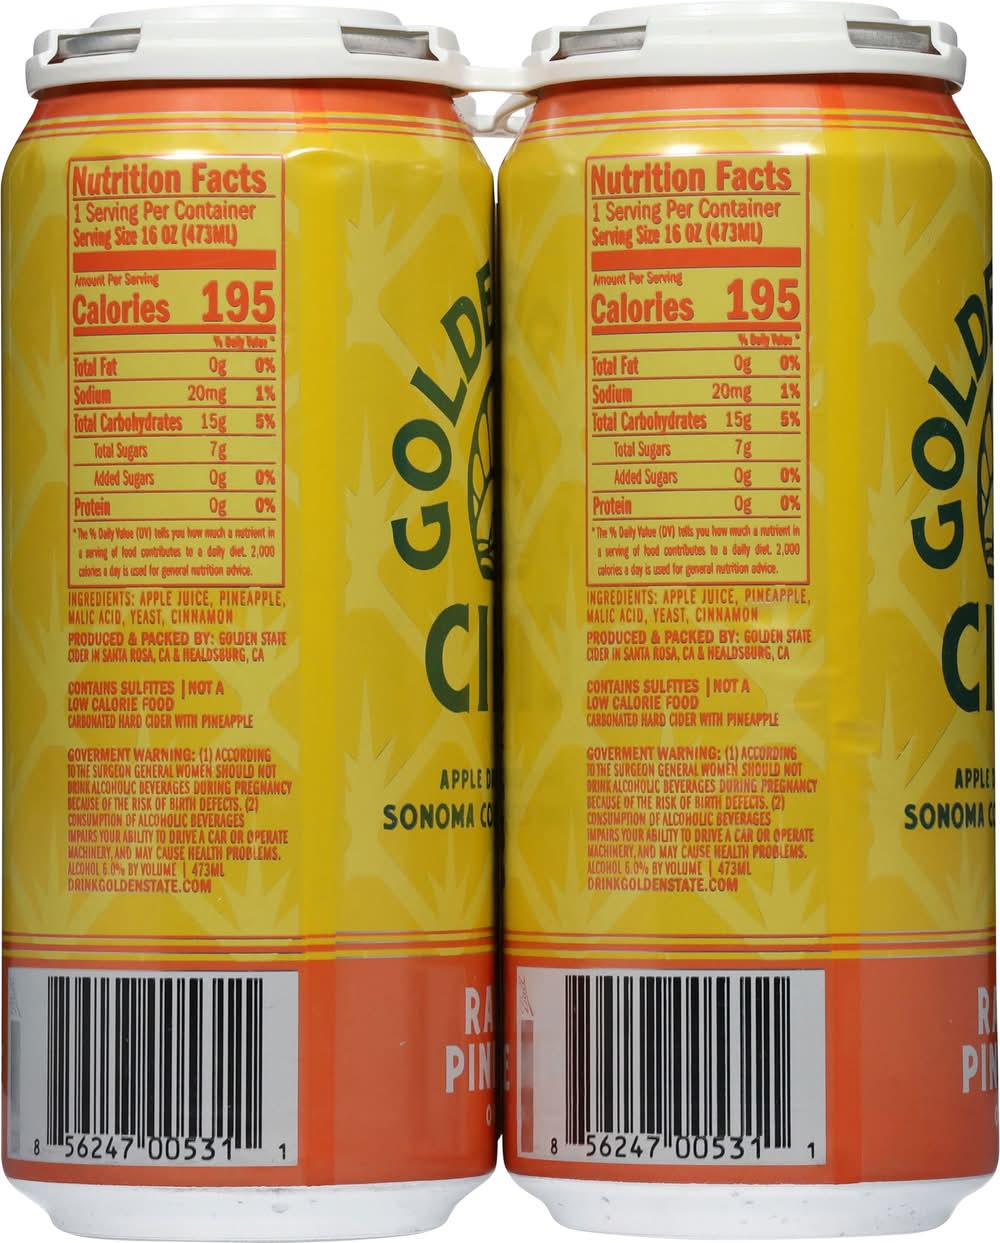 Nutrition Facts
1 Serving Per Container
Serving Size 16 OZ (473ML)
Amount Per Serving
Calories 195
% Daily Value *
Total Fat 0g 0%
Sodium 20mg 1%
Total Carbohydrates 15g 5%
Total Sugars 7g
Added Sugars 0g 0%
Protein 0g 0%
*The % Daily Value (DV) tells you how much a nutrient in
a serving of food contributes to a daily diet. 2,000
calories a day is used for general nutrition advice.
INGREDIENTS: APPLE JUICE, PINEAPPLE,
MALIC ACID, YEAST, CINNAMON
PRODUCED & PACKED BY: GOLDEN STATE
CIDER IN SANTA ROSA, CA & HEALDSBURG, CA
CONTAINS SULFITES | NOT A
LOW CALORIE FOOD
CARBONATED HARD CIDER WITH PINEAPPLE
GOVERMENT WARNING: (1) ACCORDING
TO THE SURGEON GENERAL WOMEN SHOULD NOT
DRINK ALCOHOLIC BEVERAGES DURING PREGNANCY
BECAUSE OF THE RISK OF BIRTH DEFECTS. (2)
CONSUMPTION OF ALCOHOLIC BEVERAGES
IMPAIRS YOUR ABILITY TO DRIVE A CAR OR OPERATE
MACHINERY, AND MAY CAUSE HEALTH PROBLEMS.
ALCOHOL 6.0% BY VOLUME | 473ML
DRINKGOLDENSTATE.COM
8 56247 00531 1
GOLDE
CI
APPLE D
SONOMA CO
RA
PIN
Nutrition Facts
1 Serving Per Container
Serving Size 16 OZ (473ML)
Amount Per Serving
Calories 195
% Daily Value *
Total Fat 0g 0%
Sodium 20mg 1%
Total Carbohydrates 15g 5%
Total Sugars 7g
Added Sugars 0g 0%
Protein 0g 0%
*The % Daily Value (DV) tells you how much a nutrient in
a serving of food contributes to a daily diet. 2,000
calories a day is used for general nutrition advice.
INGREDIENTS: APPLE JUICE, PINEAPPLE,
MALIC ACID, YEAST, CINNAMON
PRODUCED & PACKED BY: GOLDEN STATE
CIDER IN SANTA ROSA, CA & HEALDSBURG, CA
CONTAINS SULFITES | NOT A
LOW CALORIE FOOD
CARBONATED HARD CIDER WITH PINEAPPLE
GOVERMENT WARNING: (1) ACCORDING
TO THE SURGEON GENERAL WOMEN SHOULD NOT
DRINK ALCOHOLIC BEVERAGES DURING PREGNANCY
BECAUSE OF THE RISK OF BIRTH DEFECTS. (2)
CONSUMPTION OF ALCOHOLIC BEVERAGES
IMPAIRS YOUR ABILITY TO DRIVE A CAR OR OPERATE
MACHINERY, AND MAY CAUSE HEALTH PROBLEMS.
ALCOHOL 6.0% BY VOLUME | 473ML
DRINKGOLDENSTATE.COM
8 56247 00531 1
GOLD
CI
APPLE
SONOMA C
RA
PIN